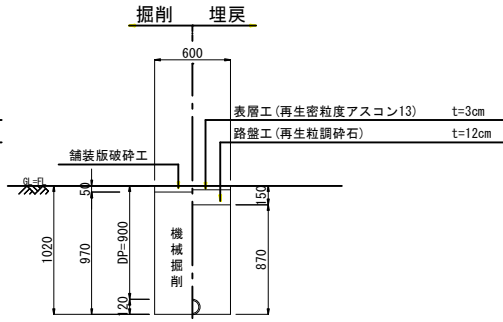 掘削 埋戻
600
表層工(再生密粒度アスコン13) t=3cm
路盤工(再生粒調砕石) t=12cm
舗装版破砕工
GL=FL
50
150
1020
970
DP=900
機械掘削
870
120